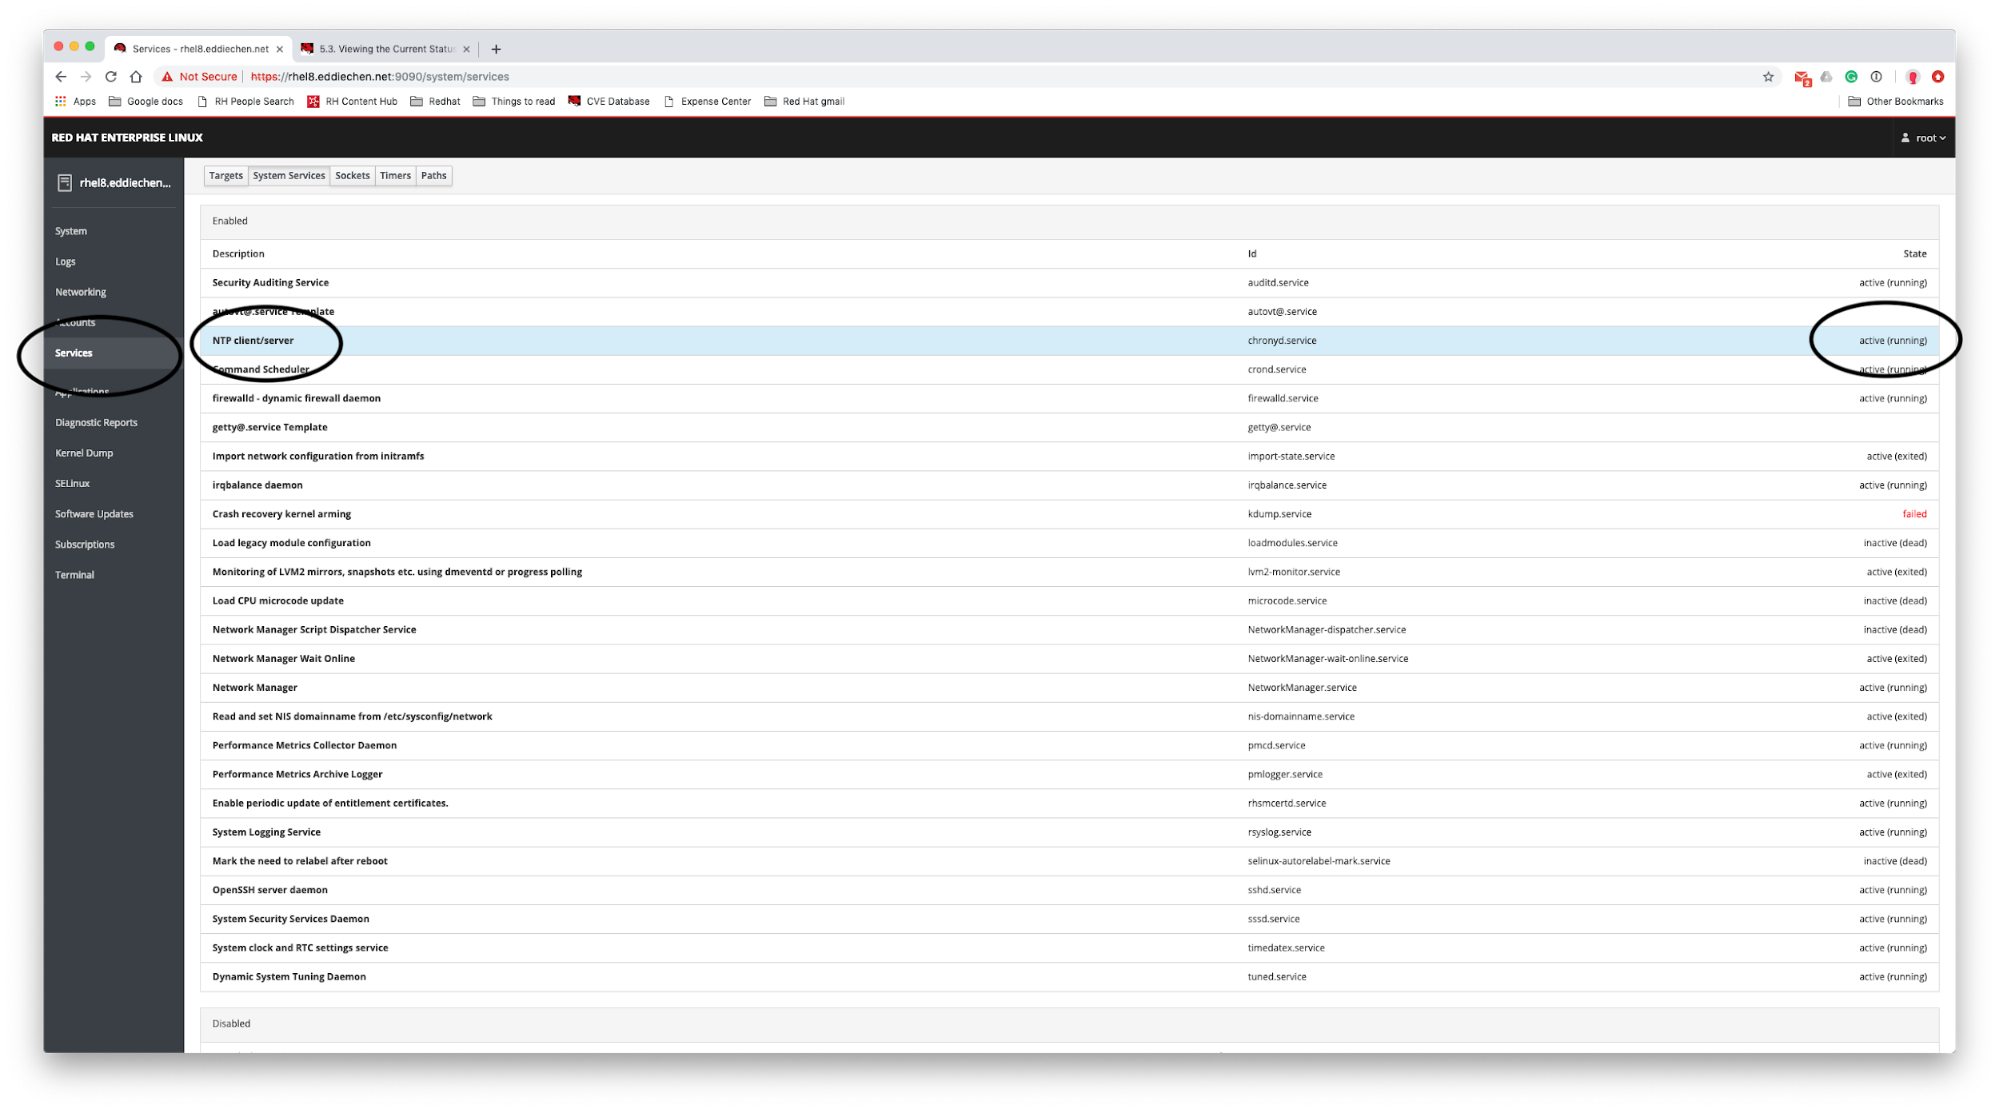 Services - rhel8.eddiechen.net
5.3. Viewing the Current Status
Not Secure | https://rhel8.eddiechen.net:9090/system/services
2
Apps Google docs RH People Search RH Content Hub Redhat Things to read CVE Database Expense Center Red Hat gmail Other Bookmarks
RED HAT ENTERPRISE LINUX root
rhel8.eddiechen...
System
Logs
Networking
Accounts
Services
Applications
Diagnostic Reports
Kernel Dump
SELinux
Software Updates
Subscriptions
Terminal
Targets System Services Sockets Timers Paths
Enabled
Description Id State
Security Auditing Service auditd.service active (running)
autovt@.service Template autovt@.service
NTP client/server chronyd.service active (running)
Command Scheduler crond.service active (running)
firewalld - dynamic firewall daemon firewalld.service active (running)
getty@.service Template getty@.service
Import network configuration from initramfs import-state.service active (exited)
irqbalance daemon irqbalance.service active (running)
Crash recovery kernel arming kdump.service failed
Load legacy module configuration loadmodules.service inactive (dead)
Monitoring of LVM2 mirrors, snapshots etc. using dmeventd or progress polling lvm2-monitor.service active (exited)
Load CPU microcode update microcode.service inactive (dead)
Network Manager Script Dispatcher Service NetworkManager-dispatcher.service inactive (dead)
Network Manager Wait Online NetworkManager-wait-online.service active (exited)
Network Manager NetworkManager.service active (running)
Read and set NIS domainname from /etc/sysconfig/network nis-domainname.service active (exited)
Performance Metrics Collector Daemon pmcd.service active (running)
Performance Metrics Archive Logger pmlogger.service active (exited)
Enable periodic update of entitlement certificates. rhsmcertd.service active (running)
System Logging Service rsyslog.service active (running)
Mark the need to relabel after reboot selinux-autorelabel-mark.service inactive (dead)
OpenSSH server daemon sshd.service active (running)
System Security Services Daemon sssd.service active (running)
System clock and RTC settings service timedatex.service active (running)
Dynamic System Tuning Daemon tuned.service active (running)
Disabled